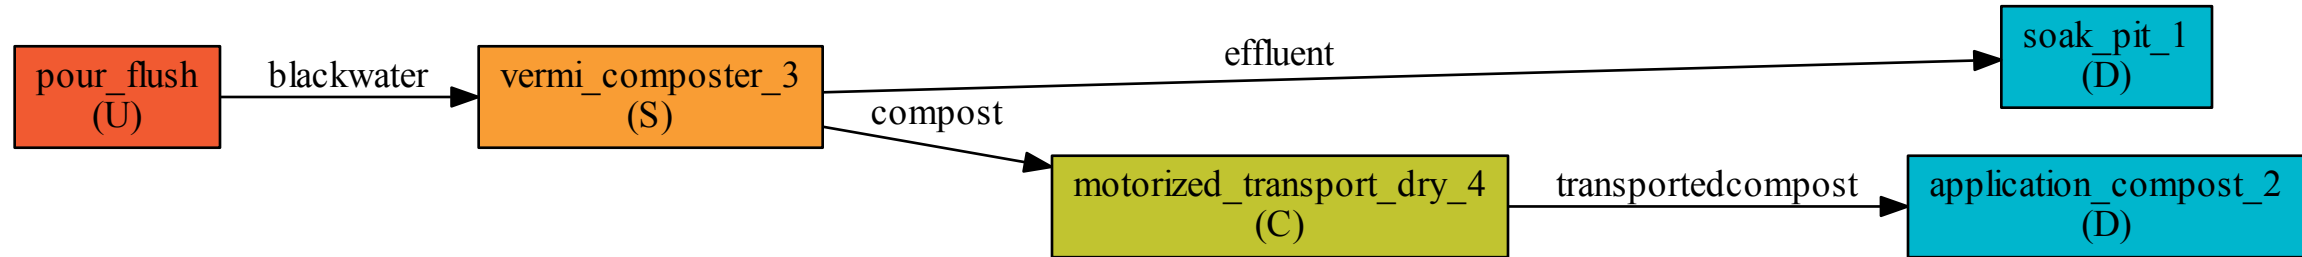 pour_flush
(U)
blackwater
vermi_composter_3
(S)
effluent
compost
soak_pit_1
(D)
motorized_transport_dry_4
(C)
transportedcompost
application_compost_2
(D)